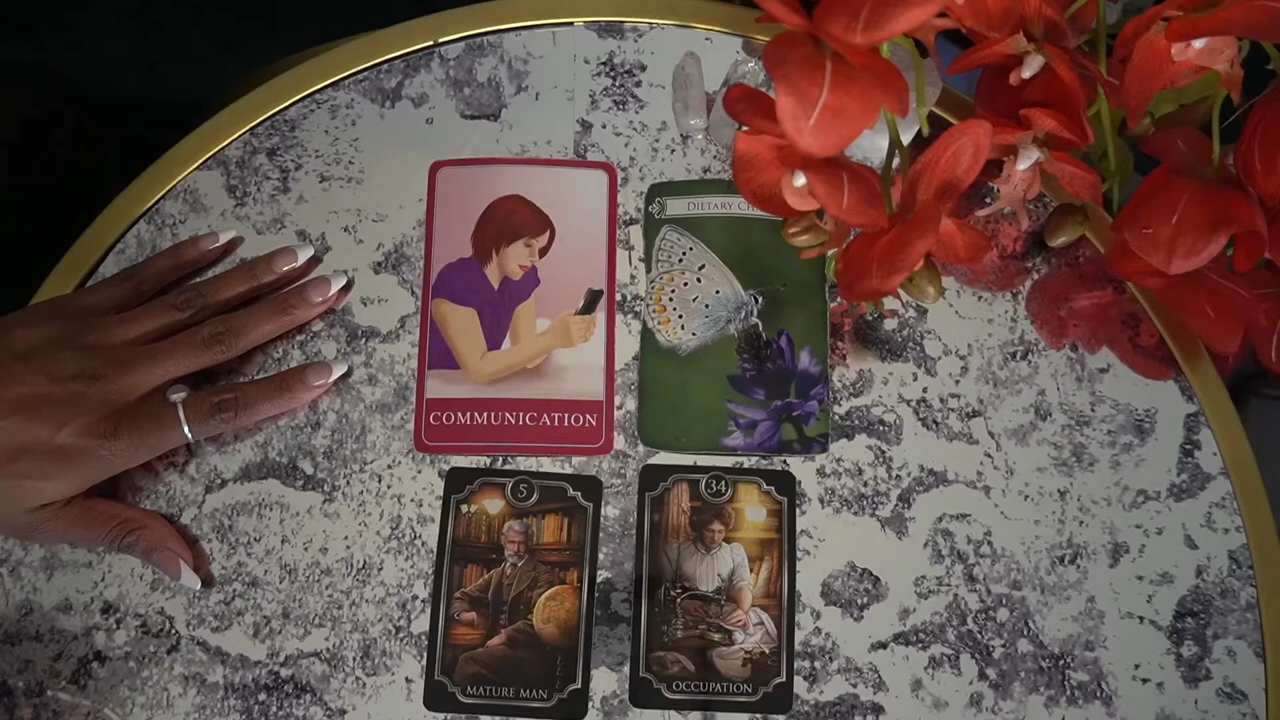 COMMUNICATION
DIETARY
5
MATURE MAN
34
OCCUPATION